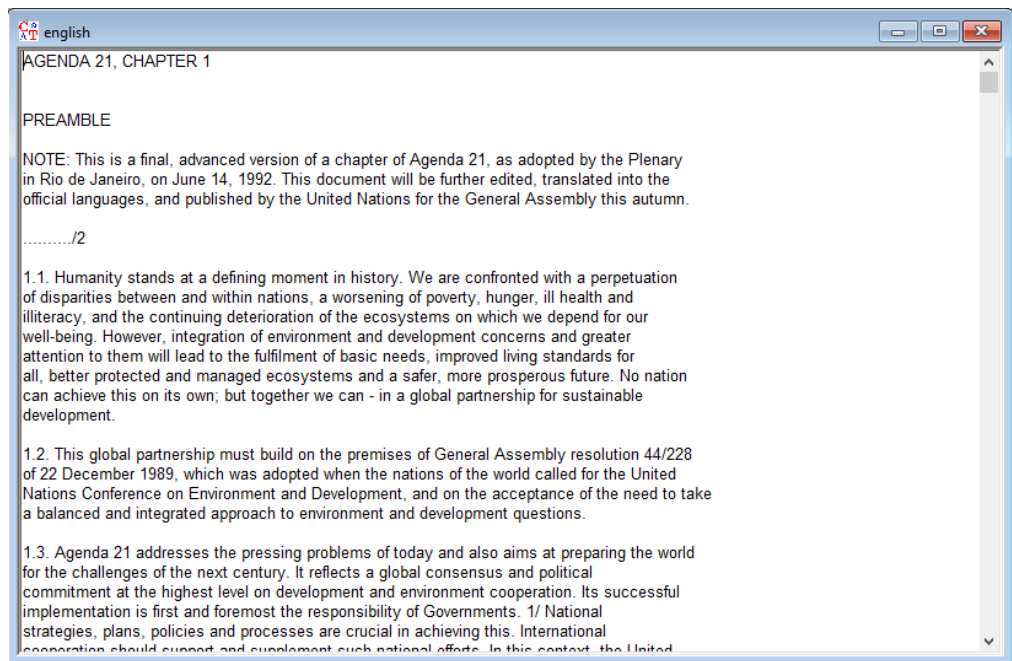 CaT english
AGENDA 21, CHAPTER 1
PREAMBLE
NOTE: This is a final, advanced version of a chapter of Agenda 21, as adopted by the Plenary
in Rio de Janeiro, on June 14, 1992. This document will be further edited, translated into the
official languages, and published by the United Nations for the General Assembly this autumn.
........../2
1.1. Humanity stands at a defining moment in history. We are confronted with a perpetuation
of disparities between and within nations, a worsening of poverty, hunger, ill health and
illiteracy, and the continuing deterioration of the ecosystems on which we depend for our
well-being. However, integration of environment and development concerns and greater
attention to them will lead to the fulfilment of basic needs, improved living standards for
all, better protected and managed ecosystems and a safer, more prosperous future. No nation
can achieve this on its own; but together we can - in a global partnership for sustainable
development.
1.2. This global partnership must build on the premises of General Assembly resolution 44/228
of 22 December 1989, which was adopted when the nations of the world called for the United
Nations Conference on Environment and Development, and on the acceptance of the need to take
a balanced and integrated approach to environment and development questions.
1.3. Agenda 21 addresses the pressing problems of today and also aims at preparing the world
for the challenges of the next century. It reflects a global consensus and political
commitment at the highest level on development and environment cooperation. Its successful
implementation is first and foremost the responsibility of Governments. 1/ National
strategies, plans, policies and processes are crucial in achieving this. International
cooperation should support and supplement such national efforts. In this context, the United